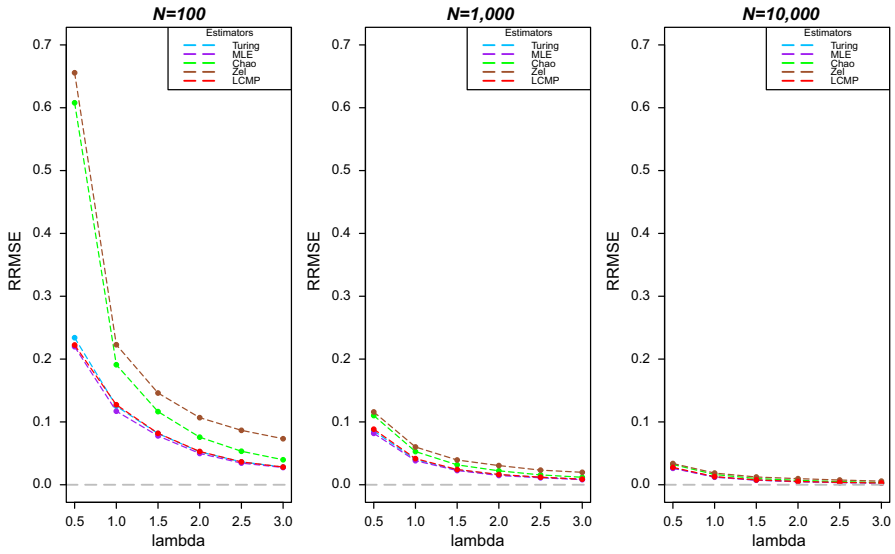 N=100
0.7
0.6
0.5
0.4
0.3
0.2
0.1
0.0
RRMSE
0.5 1.0 1.5 2.0 2.5 3.0
lambda
Estimators
Turing
MLE
Chao
Zel
LCMP
N=1,000
0.7
0.6
0.5
0.4
0.3
0.2
0.1
0.0
RRMSE
0.5 1.0 1.5 2.0 2.5 3.0
lambda
Estimators
Turing
MLE
Chao
Zel
LCMP
N=10,000
0.7
0.6
0.5
0.4
0.3
0.2
0.1
0.0
RRMSE
0.5 1.0 1.5 2.0 2.5 3.0
lambda
Estimators
Turing
MLE
Chao
Zel
LCMP